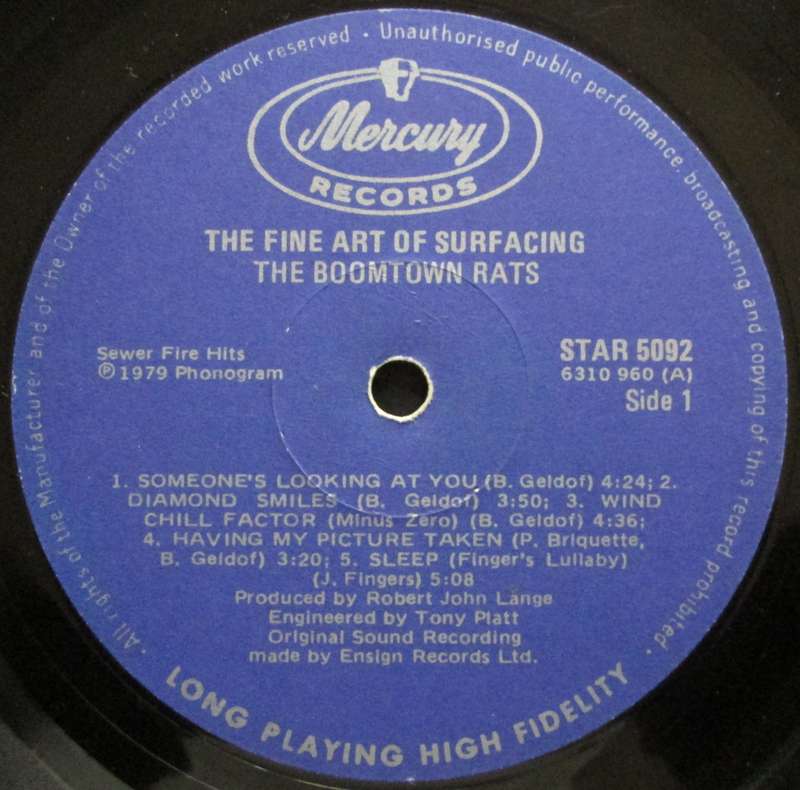 · All rights of the Manufacturer and of the Owner of the recorded work reserved · Unauthorised public performance, broadcasting and copying of this record prohibited ·
Mercury
RECORDS
THE FINE ART OF SURFACING
THE BOOMTOWN RATS
Sewer Fire Hits
℗ 1979 Phonogram
STAR 5092
6310 960 (A)
Side 1
1. SOMEONE'S LOOKING AT YOU (B. Geldof) 4:24; 2.
DIAMOND SMILES (B. Geldof) 3:50; 3. WIND
CHILL FACTOR (Minus Zero) (B. Geldof) 4:36;
4. HAVING MY PICTURE TAKEN (P. Briquette,
B. Geldof) 3:20; 5. SLEEP (Finger's Lullaby)
(J. Fingers) 5:08
Produced by Robert John Lange
Engineered by Tony Platt
Original Sound Recording
made by Ensign Records Ltd.
LONG PLAYING HIGH FIDELITY